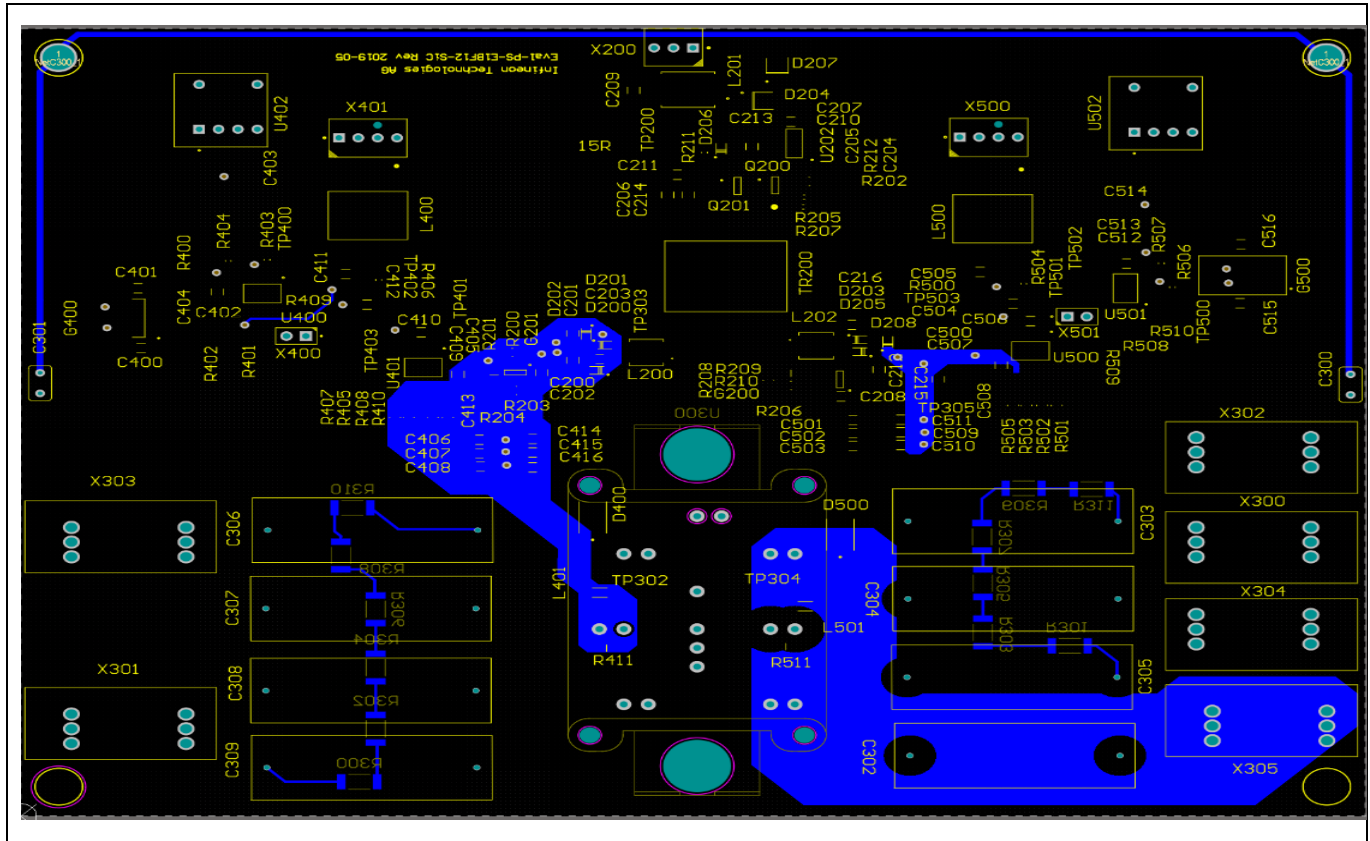 1
NetC300_1
X200
Eval-PS-E1BF12-SiC Rev 2019-05
Infineon Technologies AG
D207
1
NetC300_1
L201
C209
D204
U402
X401
TP200
D206
C213
C207
C210
X500
U502
15R
R211
U202
C205
R212
C204
C403
C211
Q200
R202
C206
C214
Q201
C514
L400
R205
R207
L500
R404
R403
TP400
C513
C512
R507
C516
R400
TP502
C401
C411
TP402
C412
R406
R504
TP501
R506
TR200
D201
C203
D200
C216
D203
D205
C505
R500
TP503
C504
G500
G400
C404
C402
R409
U400
TP401
D202
C201
TP303
L202
D208
C506
X501
U501
TP500
C515
C301
C410
C409
C405
R201
R200
G201
C500
C507
R510
R508
C400
R402
R401
X400
TP403
U401
L200
U500
R509
C300
C200
C202
R208
R209
R210
G200
C215
C508
R407
R405
R408
R410
C413
R203
R204
U300
R206
C208
TP305
X302
C406
C407
C408
C414
C415
C416
C501
C502
C503
C511
C509
C510
R505
R503
R502
R501
X303
R310
D400
D500
R309
R311
X300
C306
R307
C303
R308
L401
TP302
TP304
R305
X304
C307
R306
C304
R304
L501
R303
R301
R411
R511
X301
C308
C305
R302
C309
C302
X305
R300